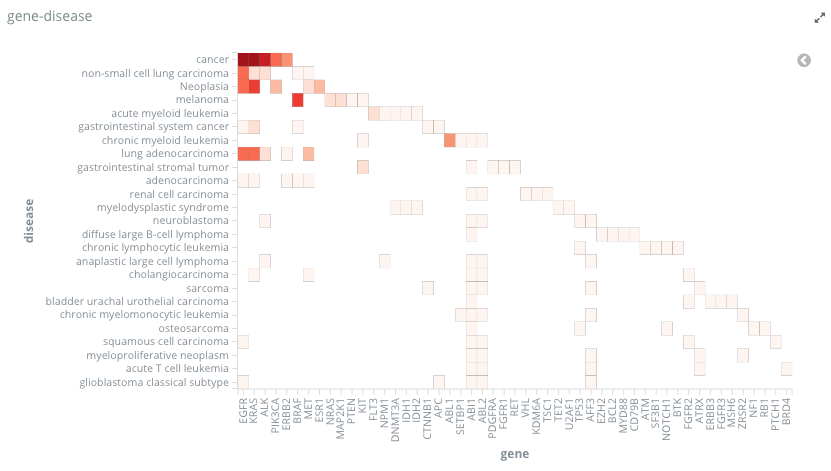 gene-disease
cancer
non-small cell lung carcinoma
Neoplasia
melanoma
acute myeloid leukemia
gastrointestinal system cancer
chronic myeloid leukemia
lung adenocarcinoma
gastrointestinal stromal tumor
adenocarcinoma
renal cell carcinoma
myelodysplastic syndrome
neuroblastoma
diffuse large B-cell lymphoma
chronic lymphocytic leukemia
anaplastic large cell lymphoma
cholangiocarcinoma
sarcoma
bladder urachal urothelial carcinoma
chronic myelomonocytic leukemia
osteosarcoma
squamous cell carcinoma
myeloproliferative neoplasm
acute T cell leukemia
glioblastoma classical subtype
disease
EGFR
KRAS
ALK
PIK3CA
ERBB2
BRAF
MET
ESR1
NRAS
MAP2K1
PTEN
KIT
FLT3
NPM1
DNMT3A
IDH1
IDH2
CTNNB1
APC
ABL1
SETBP1
ABI1
ABL2
PDGFRA
FGFR1
RET
VHL
KDM6A
TSC1
TET2
U2AF1
TP53
AFF3
EZH2
BCL2
MYD88
CD79B
ATM
SF3B1
NOTCH1
BTK
FGFR2
ATRX
ERBB3
FGFR3
MSH6
ZRSR2
NF1
RB1
PTCH1
BRD4
gene